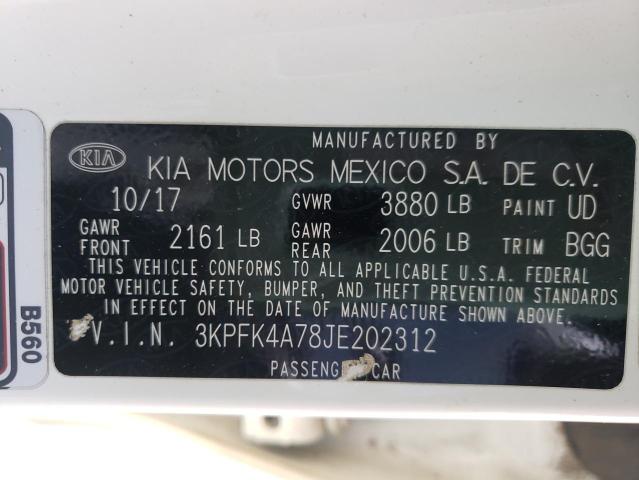 MANUFACTURED BY
KIA KIA MOTORS MEXICO S.A. DE C.V.
10/17 GVWR 3880 LB PAINT UD
GAWR FRONT 2161 LB GAWR REAR 2006 LB TRIM BGG
THIS VEHICLE CONFORMS TO ALL APPLICABLE U.S.A. FEDERAL
MOTOR VEHICLE SAFETY, BUMPER, AND THEFT PREVENTION STANDARDS
IN EFFECT ON THE DATE OF MANUFACTURE SHOWN ABOVE.
V.I.N. 3KPFK4A78JE202312
PASSENGER CAR
B560